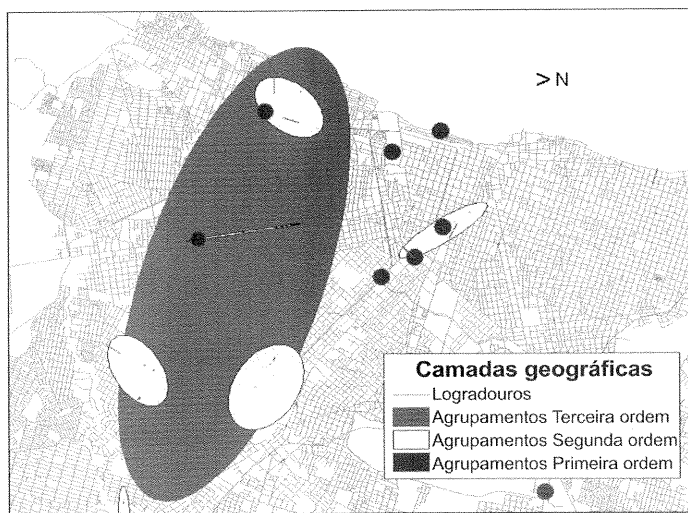 > N
Camadas geográficas
Logradouros
Agrupamentos Terceira ordem
Agrupamentos Segunda ordem
Agrupamentos Primeira ordem